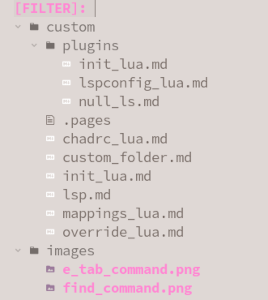 [FILTER]:
custom
plugins
init_lua.md
lspconfig_lua.md
null_ls.md
.pages
chadrc_lua.md
custom_folder.md
init_lua.md
lsp.md
mappings_lua.md
override_lua.md
images
e_tab_command.png
find_command.png